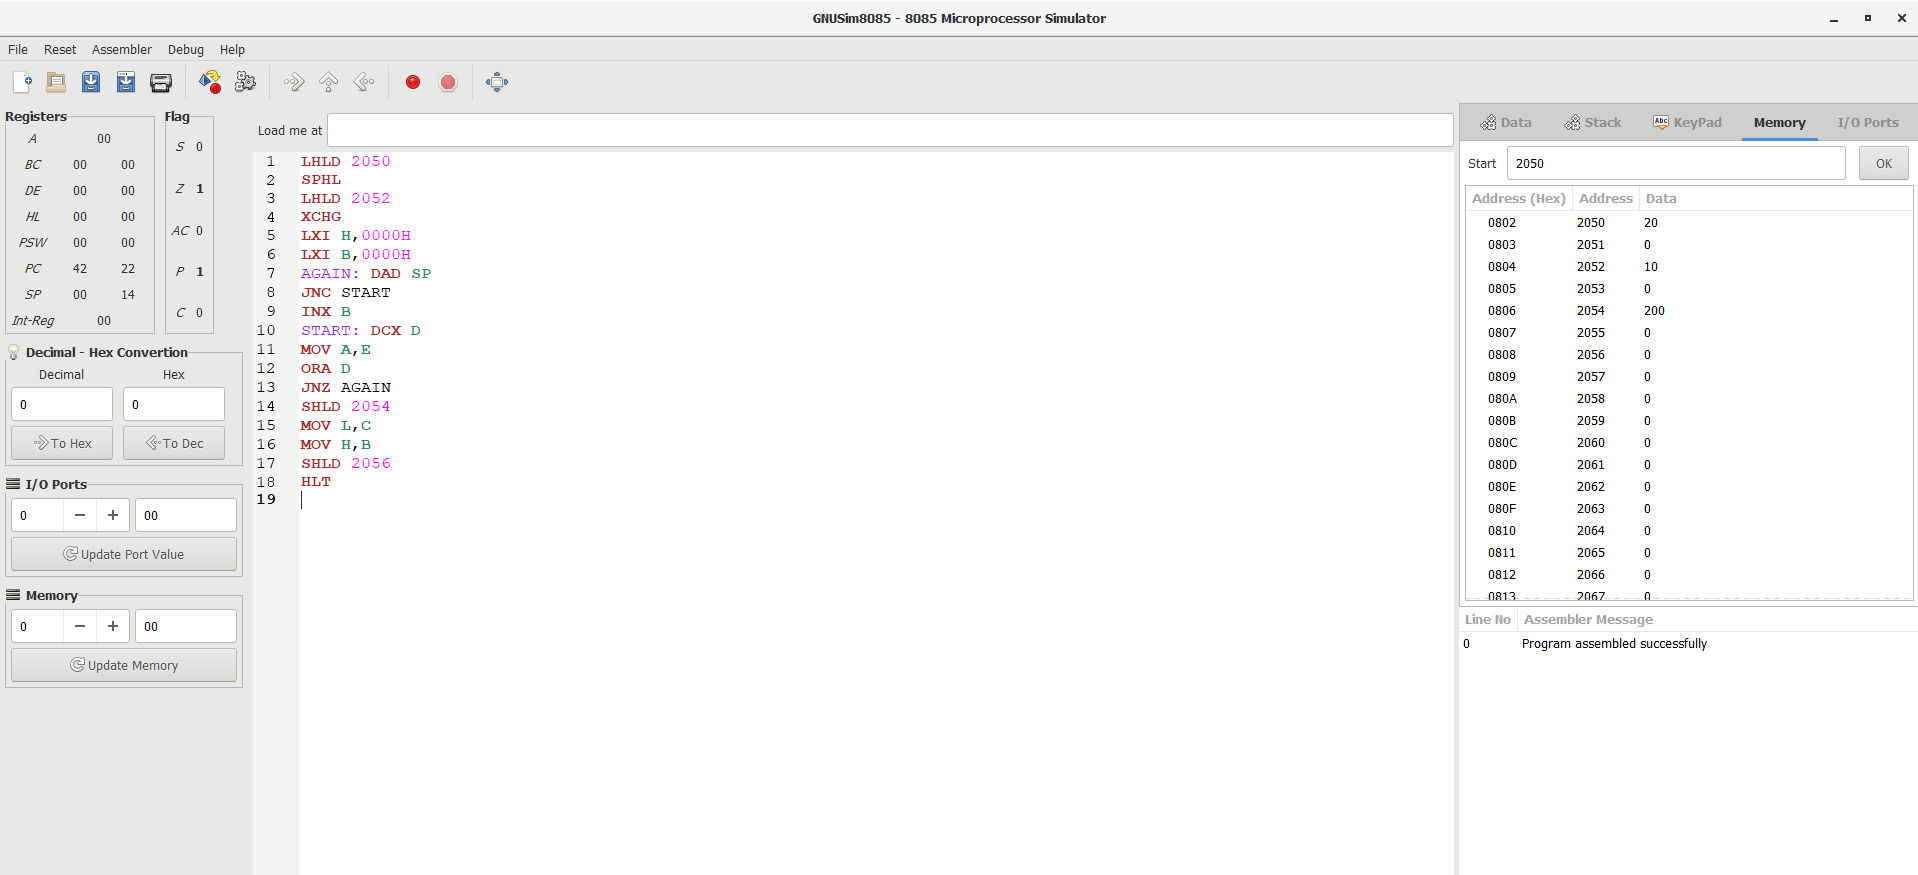 GNUSim8085 - 8085 Microprocessor Simulator
File Reset Assembler Debug Help
Registers
A 00
BC 00 00
DE 00 00
HL 00 00
PSW 00 00
PC 42 22
SP 00 14
Int-Reg 00
Flag
S 0
Z 1
AC 0
P 1
C 0
Decimal - Hex Convertion
Decimal Hex
0 0
To Hex To Dec
I/O Ports
0 − + 00
Update Port Value
Memory
0 − + 00
Update Memory
Load me at
1 LHLD 2050
2 SPHL
3 LHLD 2052
4 XCHG
5 LXI H,0000H
6 LXI B,0000H
7 AGAIN: DAD SP
8 JNC START
9 INX B
10 START: DCX D
11 MOV A,E
12 ORA D
13 JNZ AGAIN
14 SHLD 2054
15 MOV L,C
16 MOV H,B
17 SHLD 2056
18 HLT
19
Data Stack Abc KeyPad Memory I/O Ports
Start 2050 OK
Address (Hex) Address Data
0802 2050 20
0803 2051 0
0804 2052 10
0805 2053 0
0806 2054 200
0807 2055 0
0808 2056 0
0809 2057 0
080A 2058 0
080B 2059 0
080C 2060 0
080D 2061 0
080E 2062 0
080F 2063 0
0810 2064 0
0811 2065 0
0812 2066 0
0813 2067 0
Line No Assembler Message
0 Program assembled successfully